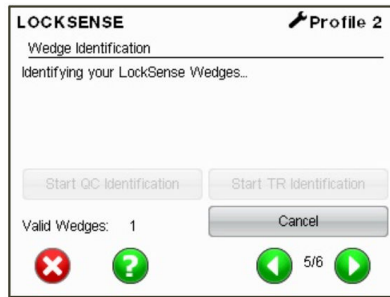 LOCKSENSE Profile 2
Wedge Identification
Identifying your LockSense Wedges...
Start QC Identification Start TR Identification
Valid Wedges: 1 Cancel
? 5/6